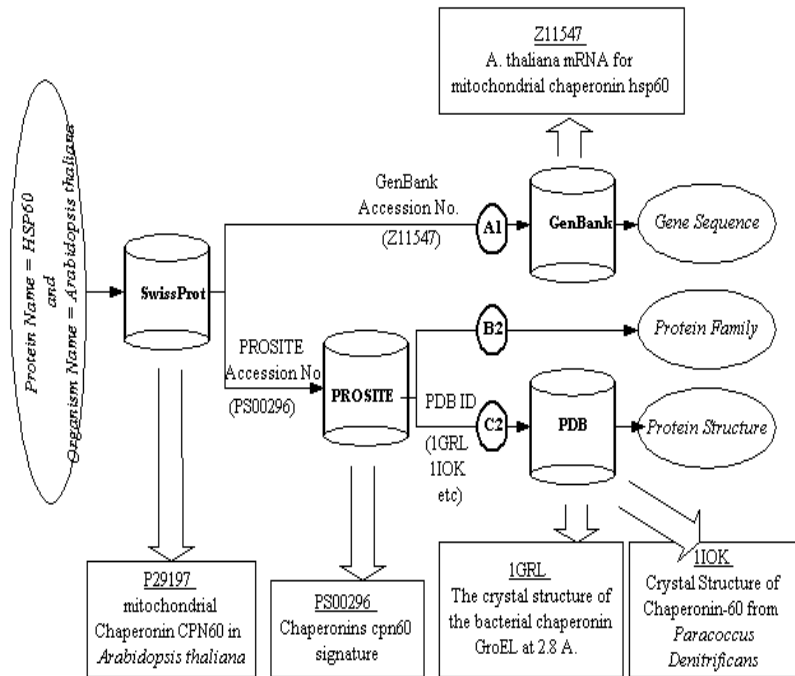 Z11547
A. thaliana mRNA for
mitochondrial chaperonin hsp60
Protein Name = HSP60
and
Organism Name = Arabidopsis thaliana
GenBank
Accession No.
(Z11547)
A1
GenBank
Gene Sequence
SwissProt
B2
Protein Family
PROSITE
Accession No
(PS00296)
PROSITE
PDB ID
(1GRL
1IOK
etc)
C2
PDB
Protein Structure
P29197
mitochondrial
Chaperonin CPN60 in
Arabidopsis thaliana
PS00296
Chaperonins cpn60
signature
1GRL
The crystal structure of
the bacterial chaperonin
GroEL at 2.8 A.
1IOK
Crystal Structure of
Chaperonin-60 from
Paracoccus
Denitrificans